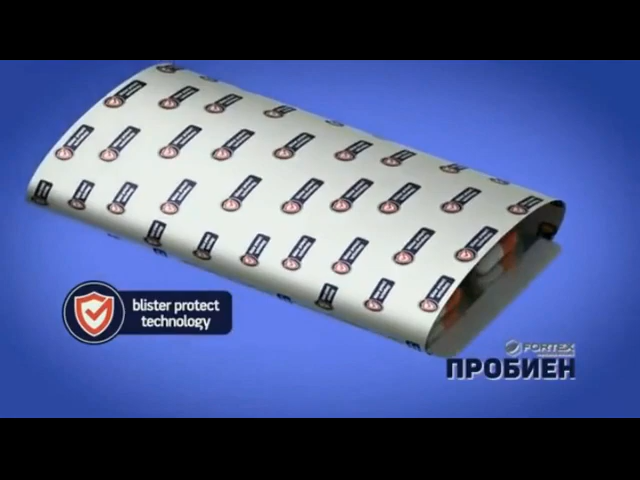 blister protect
technology
FORTEX
ПРОБИЕН